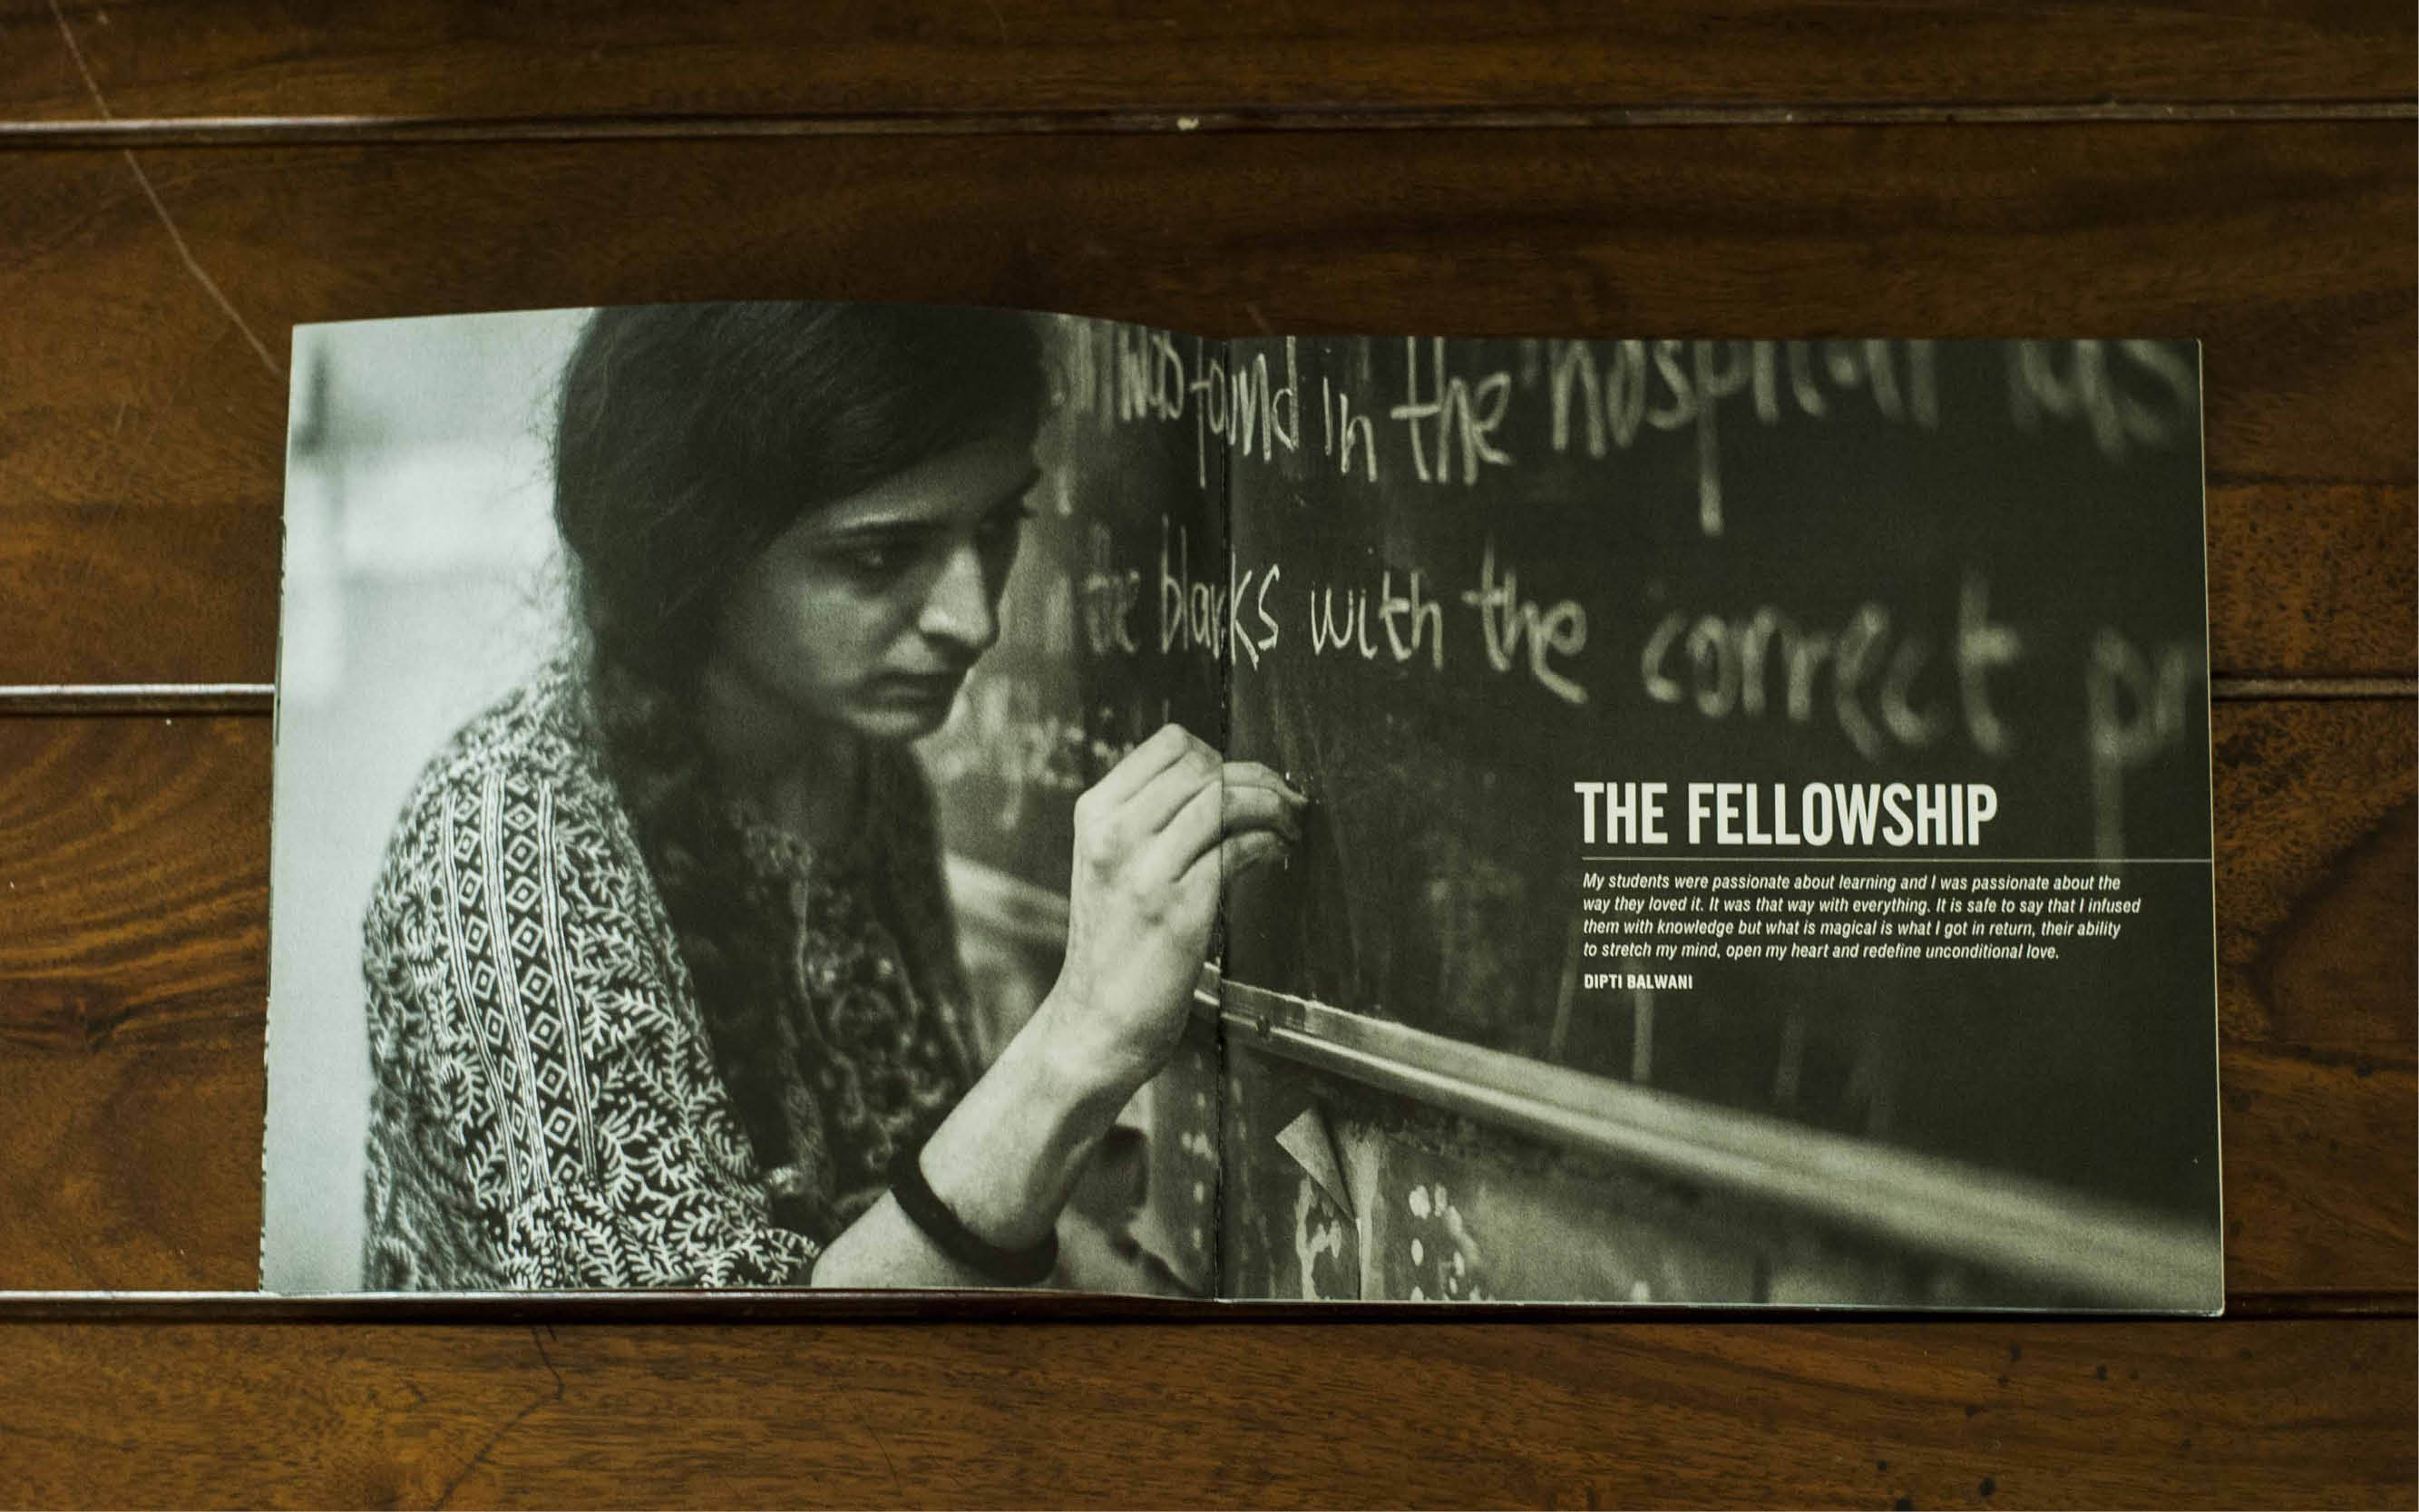 was found in the hospital as
the blanks with the correct pr
THE FELLOWSHIP
My students were passionate about learning and I was passionate about the
way they loved it. It was that way with everything. It is safe to say that I infused
them with knowledge but what is magical is what I got in return, their ability
to stretch my mind, open my heart and redefine unconditional love.
DIPTI BALWANI